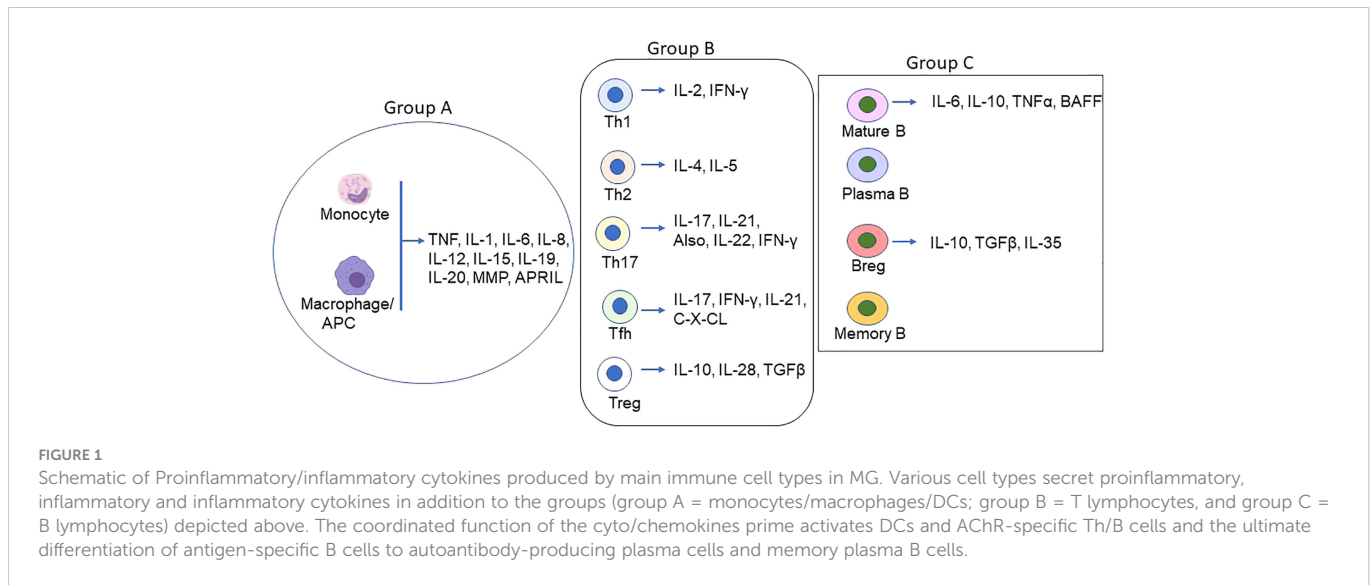 Group A
Monocyte
Macrophage/
APC
TNF, IL-1, IL-6, IL-8,
IL-12, IL-15, IL-19,
IL-20, MMP, APRIL
Group B
Th1
IL-2, IFN-γ
Th2
IL-4, IL-5
Th17
IL-17, IL-21,
Also, IL-22, IFN-γ
Tfh
IL-17, IFN-γ, IL-21,
C-X-CL
Treg
IL-10, IL-28, TGFβ
Group C
Mature B
IL-6, IL-10, TNFα, BAFF
Plasma B
Breg
IL-10, TGFβ, IL-35
Memory B
FIGURE 1
Schematic of Proinflammatory/inflammatory cytokines produced by main immune cell types in MG. Various cell types secret proinflammatory,
inflammatory and inflammatory cytokines in addition to the groups (group A = monocytes/macrophages/DCs; group B = T lymphocytes, and group C =
B lymphocytes) depicted above. The coordinated function of the cyto/chemokines prime activates DCs and AChR-specific Th/B cells and the ultimate
differentiation of antigen-specific B cells to autoantibody-producing plasma cells and memory plasma B cells.